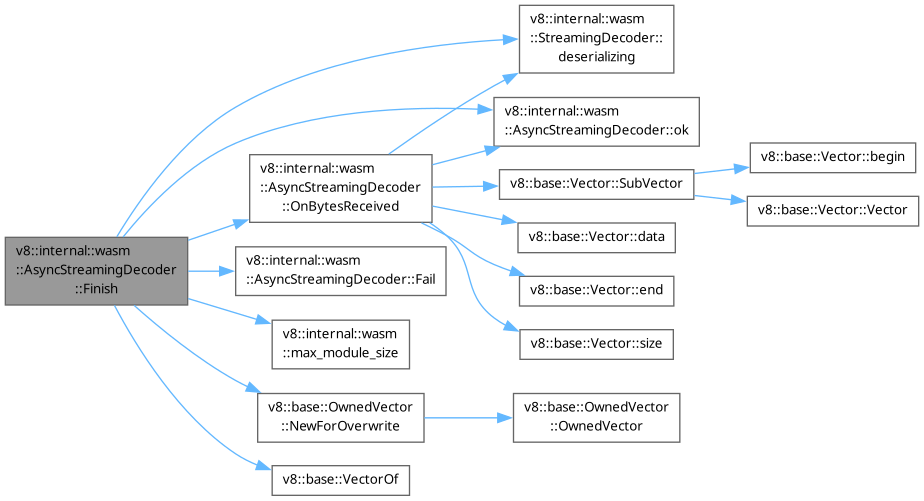 v8::internal::wasm
::StreamingDecoder::
deserializing
v8::internal::wasm
::AsyncStreamingDecoder::ok
v8::base::Vector::begin
v8::internal::wasm
::AsyncStreamingDecoder
::OnBytesReceived
v8::base::Vector::SubVector
v8::base::Vector::Vector
v8::base::Vector::data
v8::internal::wasm
::AsyncStreamingDecoder
::Finish
v8::internal::wasm
::AsyncStreamingDecoder::Fail
v8::base::Vector::end
v8::internal::wasm
::max_module_size
v8::base::Vector::size
v8::base::OwnedVector
::NewForOverwrite
v8::base::OwnedVector
::OwnedVector
v8::base::VectorOf